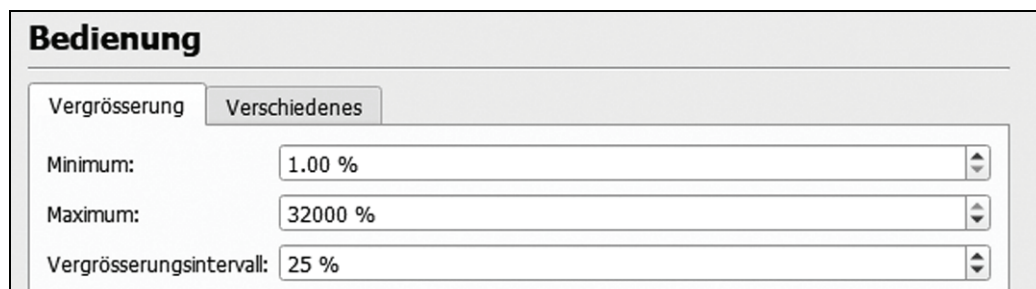 Bedienung
Vergrösserung Verschiedenes
Minimum: 1.00 %
Maximum: 32000 %
Vergrösserungsintervall: 25 %